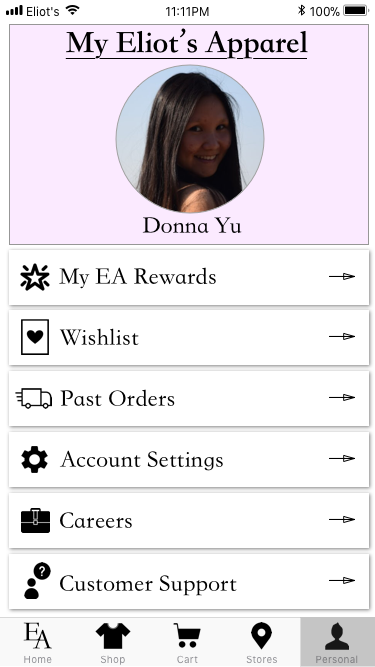 Eliot's 11:11PM 100%
My Eliot's Apparel
Donna Yu
My EA Rewards
Wishlist
Past Orders
Account Settings
Careers
?
Customer Support
EA
Home Shop Cart Stores Personal